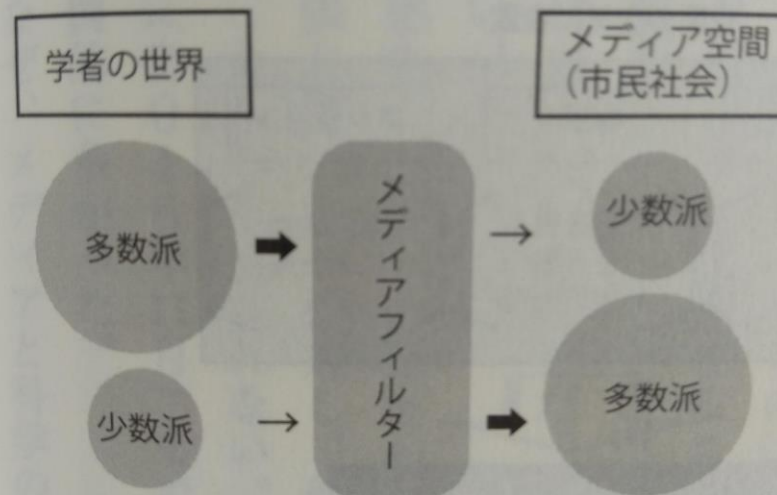 学者の世界
メディア空間
(市民社会)
多数派
少数派
メディアフィルター
少数派
多数派